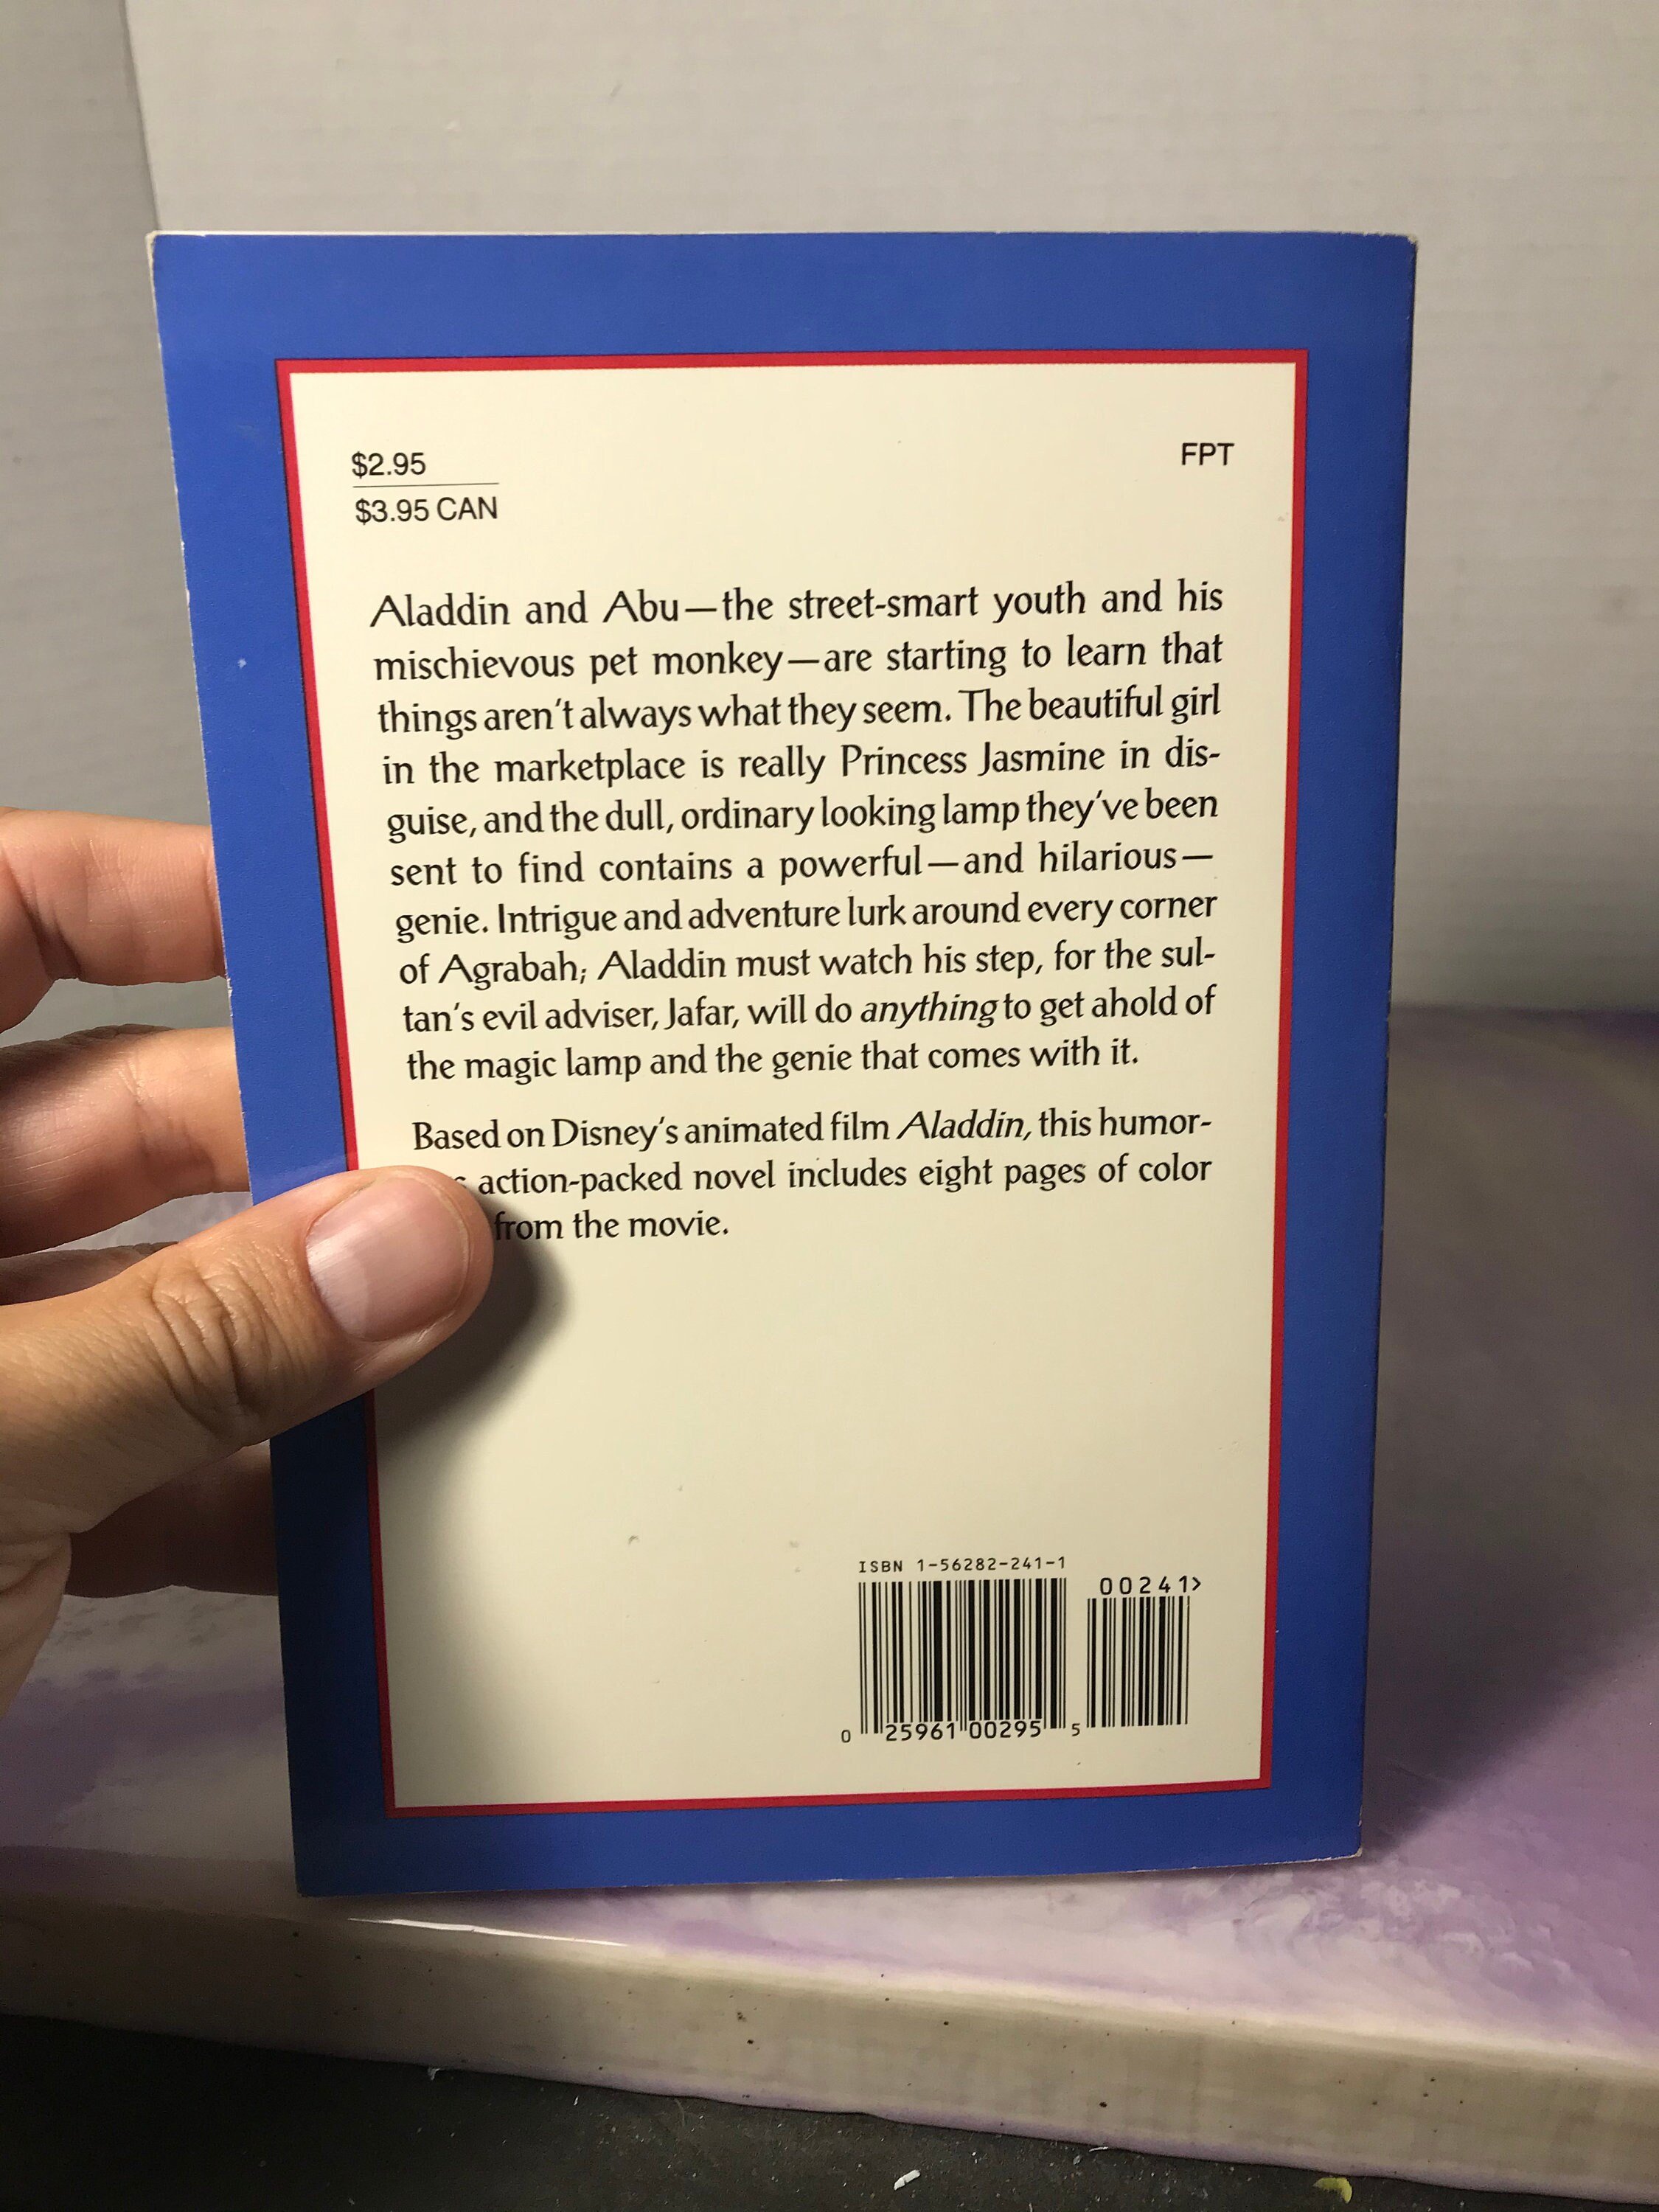 $2.95
$3.95 CAN
FPT
Aladdin and Abu—the street-smart youth and his
mischievous pet monkey—are starting to learn that
things aren't always what they seem. The beautiful girl
in the marketplace is really Princess Jasmine in dis-
guise, and the dull, ordinary looking lamp they've been
sent to find contains a powerful—and hilarious—
genie. Intrigue and adventure lurk around every corner
of Agrabah; Aladdin must watch his step, for the sul-
tan's evil adviser, Jafar, will do anything to get ahold of
the magic lamp and the genie that comes with it.
Based on Disney's animated film Aladdin, this humor-
action-packed novel includes eight pages of color
from the movie.
ISBN 1-56282-241-1
00241>
0 25961 00295 5